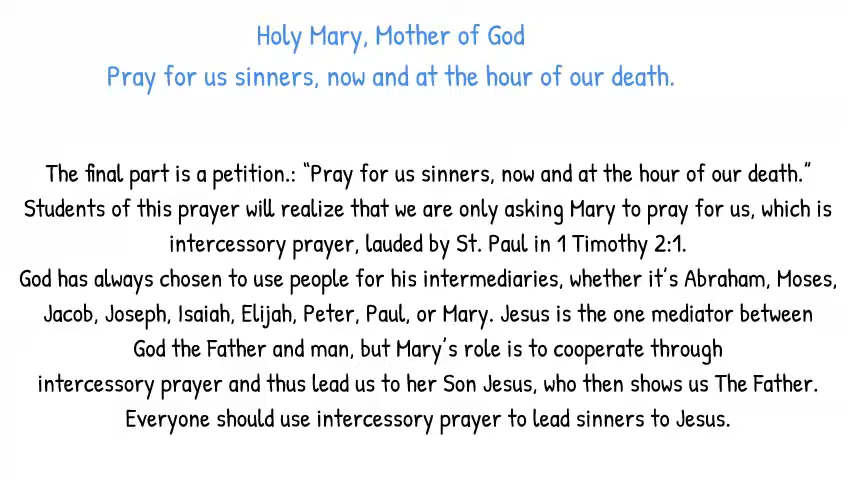 Holy Mary, Mother of God
Pray for us sinners, now and at the hour of our death.
The final part is a petition.: “Pray for us sinners, now and at the hour of our death.”
Students of this prayer will realize that we are only asking Mary to pray for us, which is
intercessory prayer, lauded by St. Paul in 1 Timothy 2:1.
God has always chosen to use people for his intermediaries, whether it’s Abraham, Moses,
Jacob, Joseph, Isaiah, Elijah, Peter, Paul, or Mary. Jesus is the one mediator between
God the Father and man, but Mary’s role is to cooperate through
intercessory prayer and thus lead us to her Son Jesus, who then shows us The Father.
Everyone should use intercessory prayer to lead sinners to Jesus.